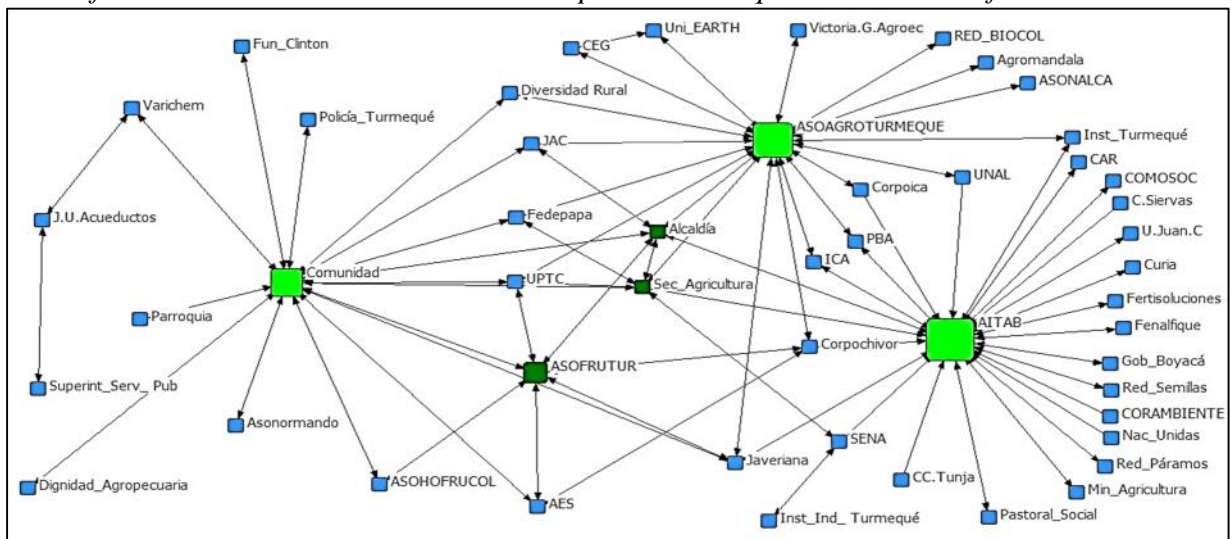 Uni_EARTH
Victoria.G.Agroec
RED_BIOCOL
Fun_Clinton
CEG
Agromandala
ASONALCA
Diversidad Rural
Varichem
Policía_Turmequé
ASOAGROTURMEQUE
JAC
Inst_Turmequé
CAR
UNAL
COMOSOC
Corpoica
C.Siervas
J.U.Acueductos
Fedepapa
Alcaldía
PBA
U.Juan.C
ICA
Curia
Comunidad
UPTC
Sec_Agricultura
Fertisoluciones
Parroquia
AITAB
Fenalfique
Corpochivor
Gob_Boyacá
ASOFRUTUR
Superint_Serv_ Pub
Red_Semillas
CORAMBIENTE
Asonormando
Nac_Unidas
SENA
Javeriana
Red_Páramos
CC.Tunja
Dignidad_Agropecuaria
ASOHOFRUCOL
Min_Agricultura
AES
Inst_Ind_ Turmequé
Pastoral_Social